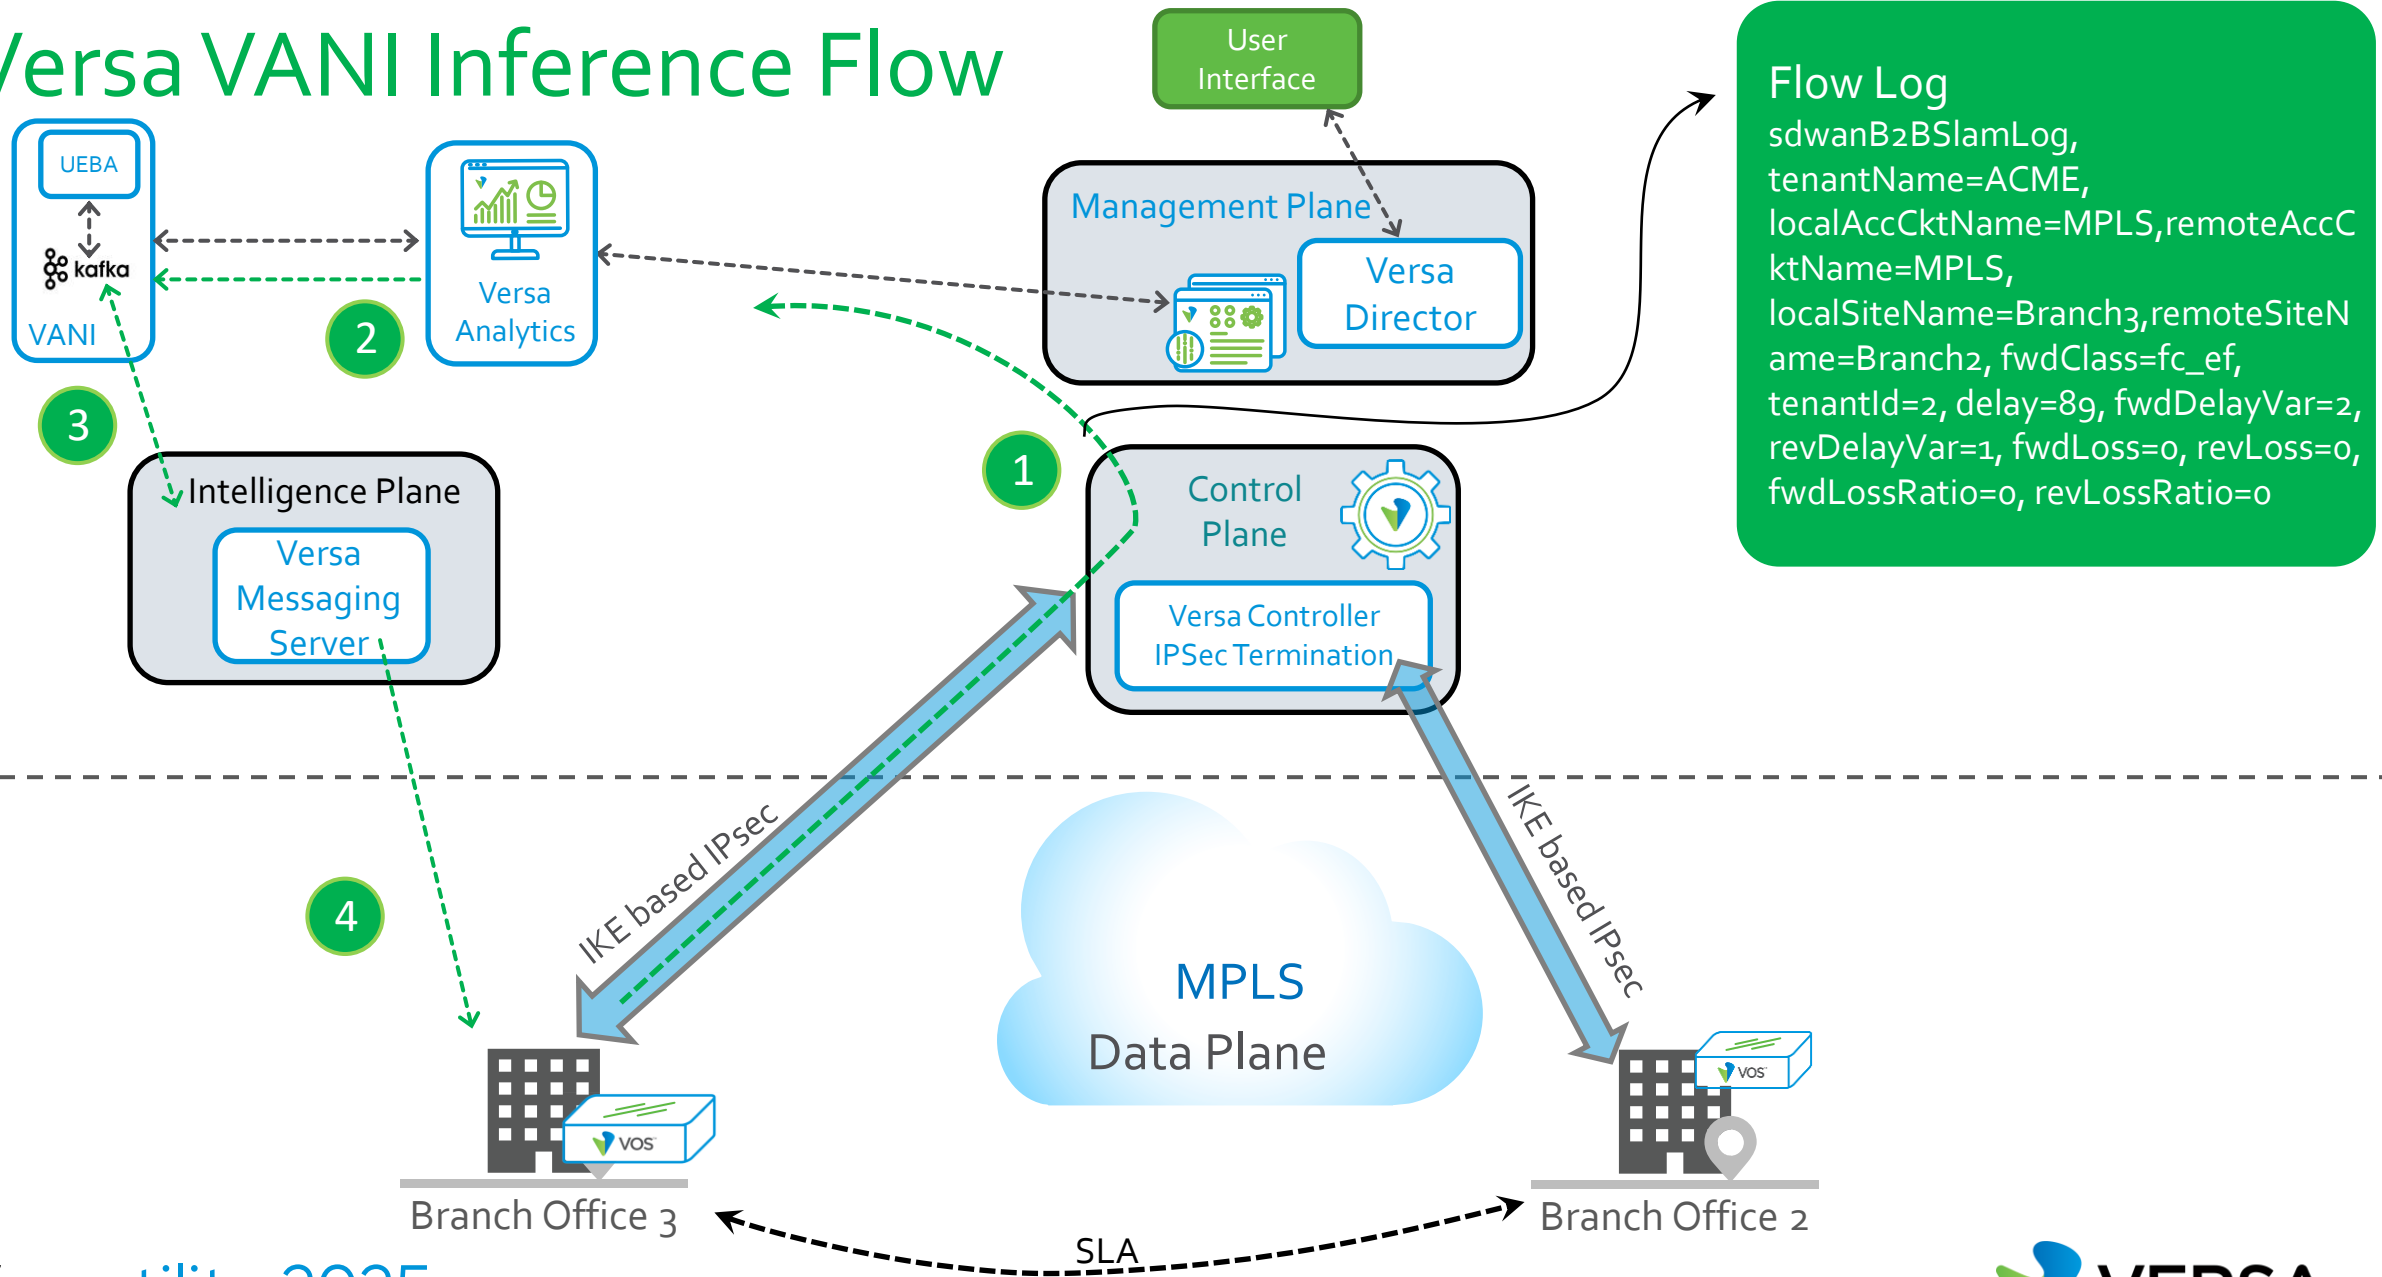 Versa VANI Inference Flow
User
Interface
Flow Log
sdwanB2BSlamLog,
tenantName=ACME,
localAccCktName=MPLS,remoteAccC
ktName=MPLS,
localSiteName=Branch3,remoteSiteN
ame=Branch2, fwdClass=fc_ef,
tenantId=2, delay=89, fwdDelayVar=2,
revDelayVar=1, fwdLoss=0, revLoss=0,
fwdLossRatio=0, revLossRatio=0
UEBA
kafka
VANI
Versa
Analytics
2
3
Management Plane
Versa
Director
1
Intelligence Plane
Versa
Messaging
Server
Control
Plane
Versa Controller
IPSec Termination
4
IKE based IPsec
IKE based IPsec
MPLS
Data Plane
VOS
VOS
Branch Office 3
Branch Office 2
SLA
2025
VERSA